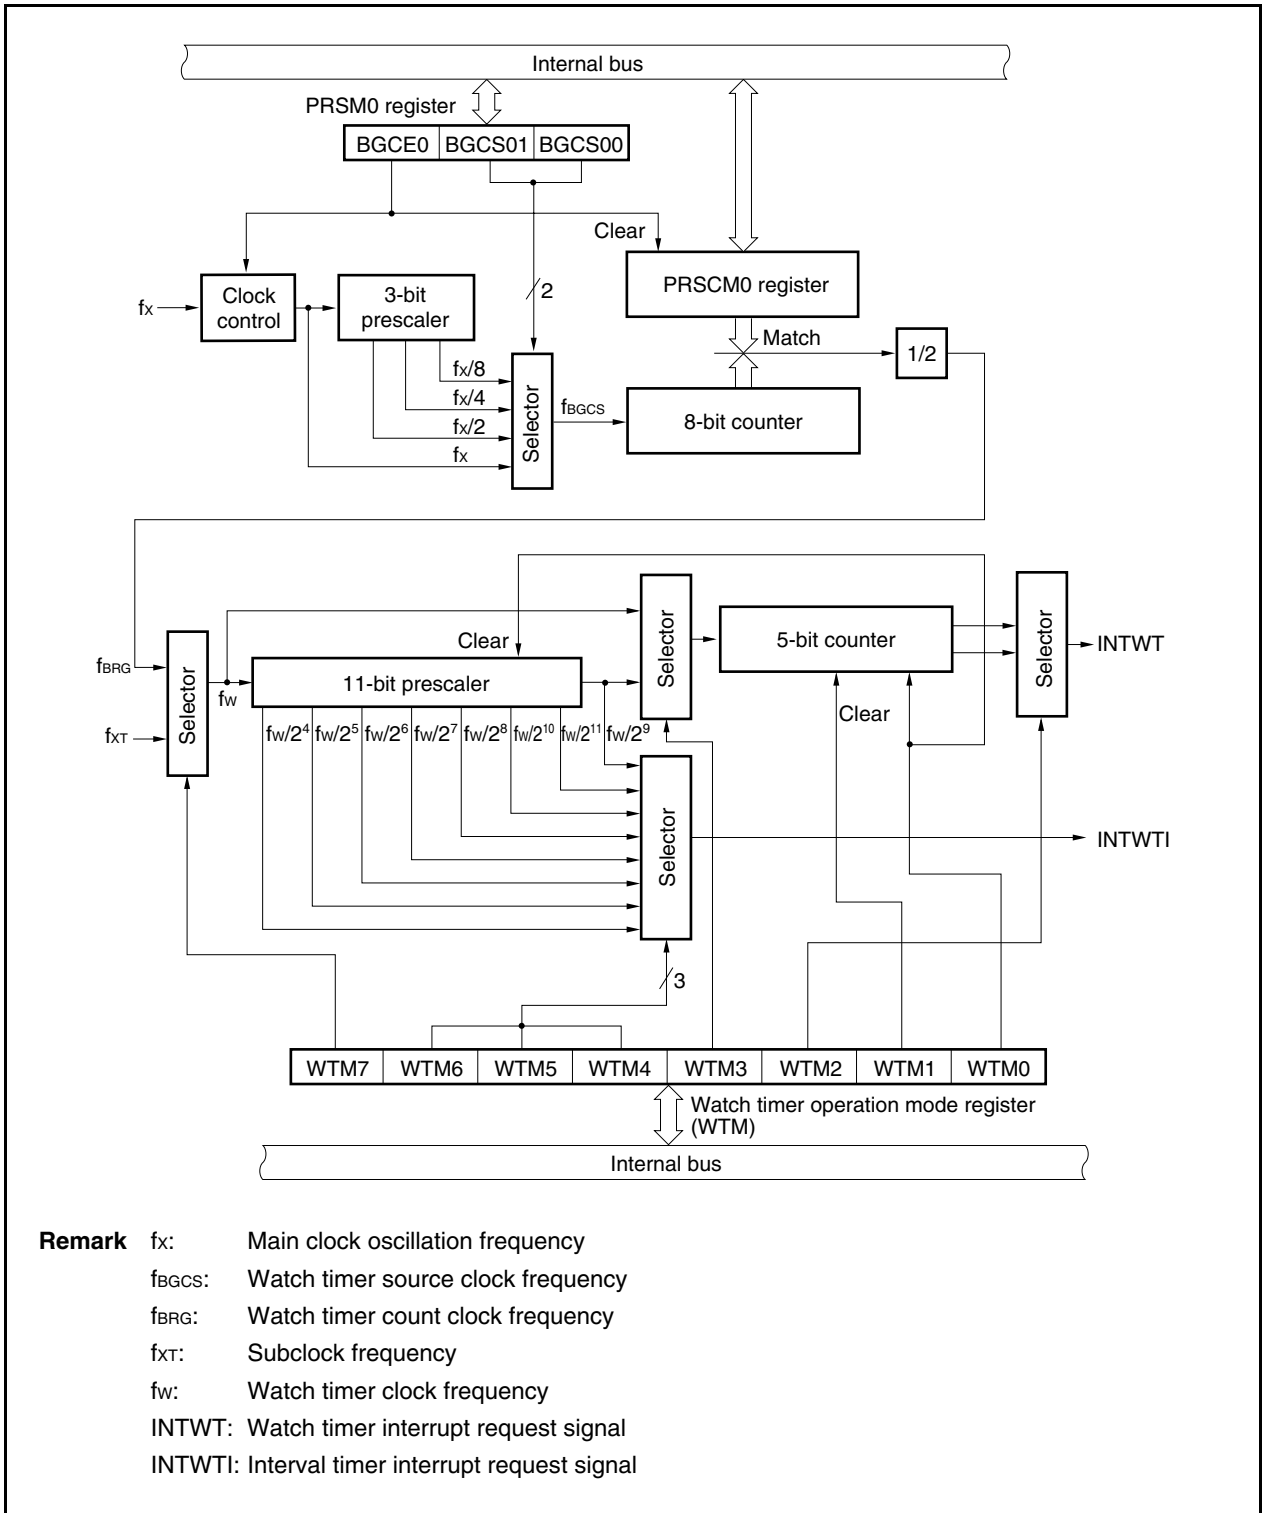 Internal bus
PRSM0 register
BGCE0 BGCS01 BGCS00
Clear
PRSCM0 register
fX
Clock
control
3-bit
prescaler
2
Match
1/2
fX/8
fX/4
fX/2
fX
Selector
fBGCS
8-bit counter
Selector
Selector
5-bit counter
INTWT
Clear
fBRG
Selector
fW
11-bit prescaler
fXT
fW/2⁴ fW/2⁵ fW/2⁶ fW/2⁷ fW/2⁸ fW/2¹⁰ fW/2¹¹ fW/2⁹
Clear
Selector
INTWTI
3
WTM7 WTM6 WTM5 WTM4 WTM3 WTM2 WTM1 WTM0
Watch timer operation mode register
(WTM)
Internal bus
Remark fX: Main clock oscillation frequency
fBGCS: Watch timer source clock frequency
fBRG: Watch timer count clock frequency
fXT: Subclock frequency
fW: Watch timer clock frequency
INTWT: Watch timer interrupt request signal
INTWTI: Interval timer interrupt request signal